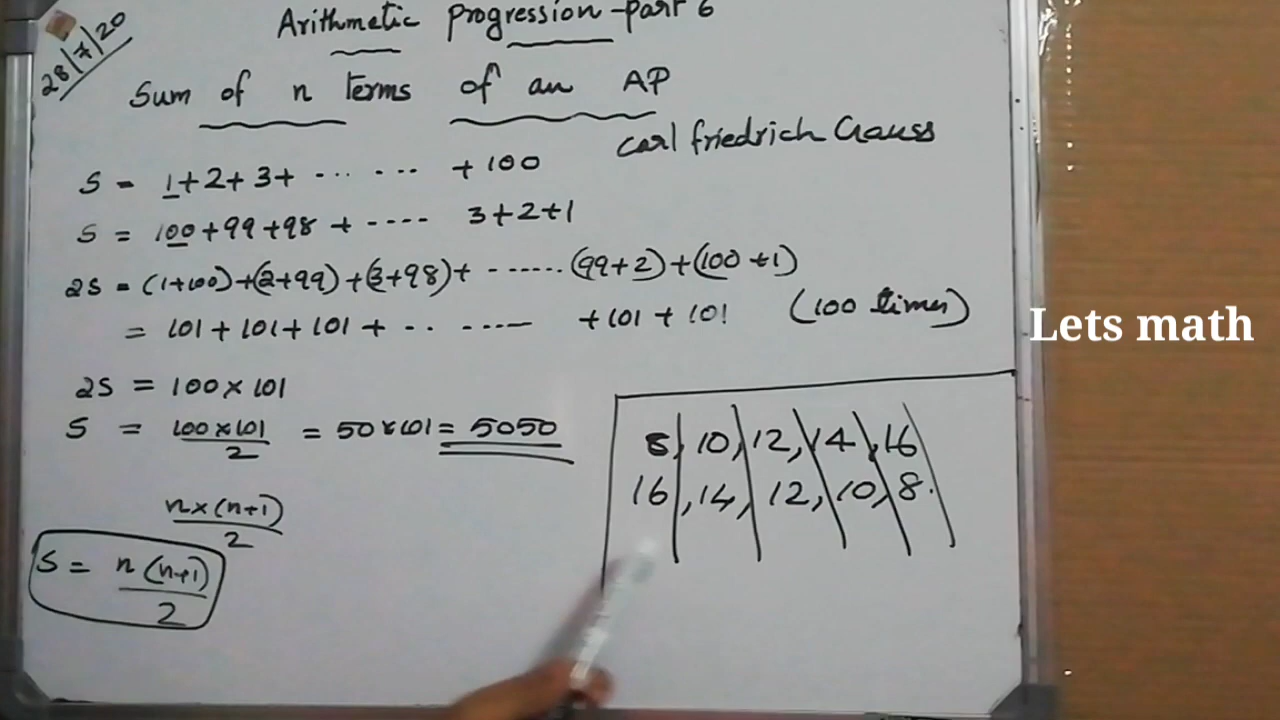 28/7/20
Arithmetic Progression-part 6
Sum of n terms of an AP
Carl friedrich Gauss
S = 1+2+3+ ... ... +100
S = 100+99+98 + ---- 3+2+1
2S = (1+100)+(2+99)+(3+98)+ ------ (99+2)+(100+1)
= 101+101+101 + .. ---- +101+101 (100 times)
2S = 100×101
S = 100×101/2 = 50×101 = 5050
n×(n+1)/2
S = n(n+1)/2
8, 10, 12, 14, 16
16, 14, 12, 10, 8.
Lets math